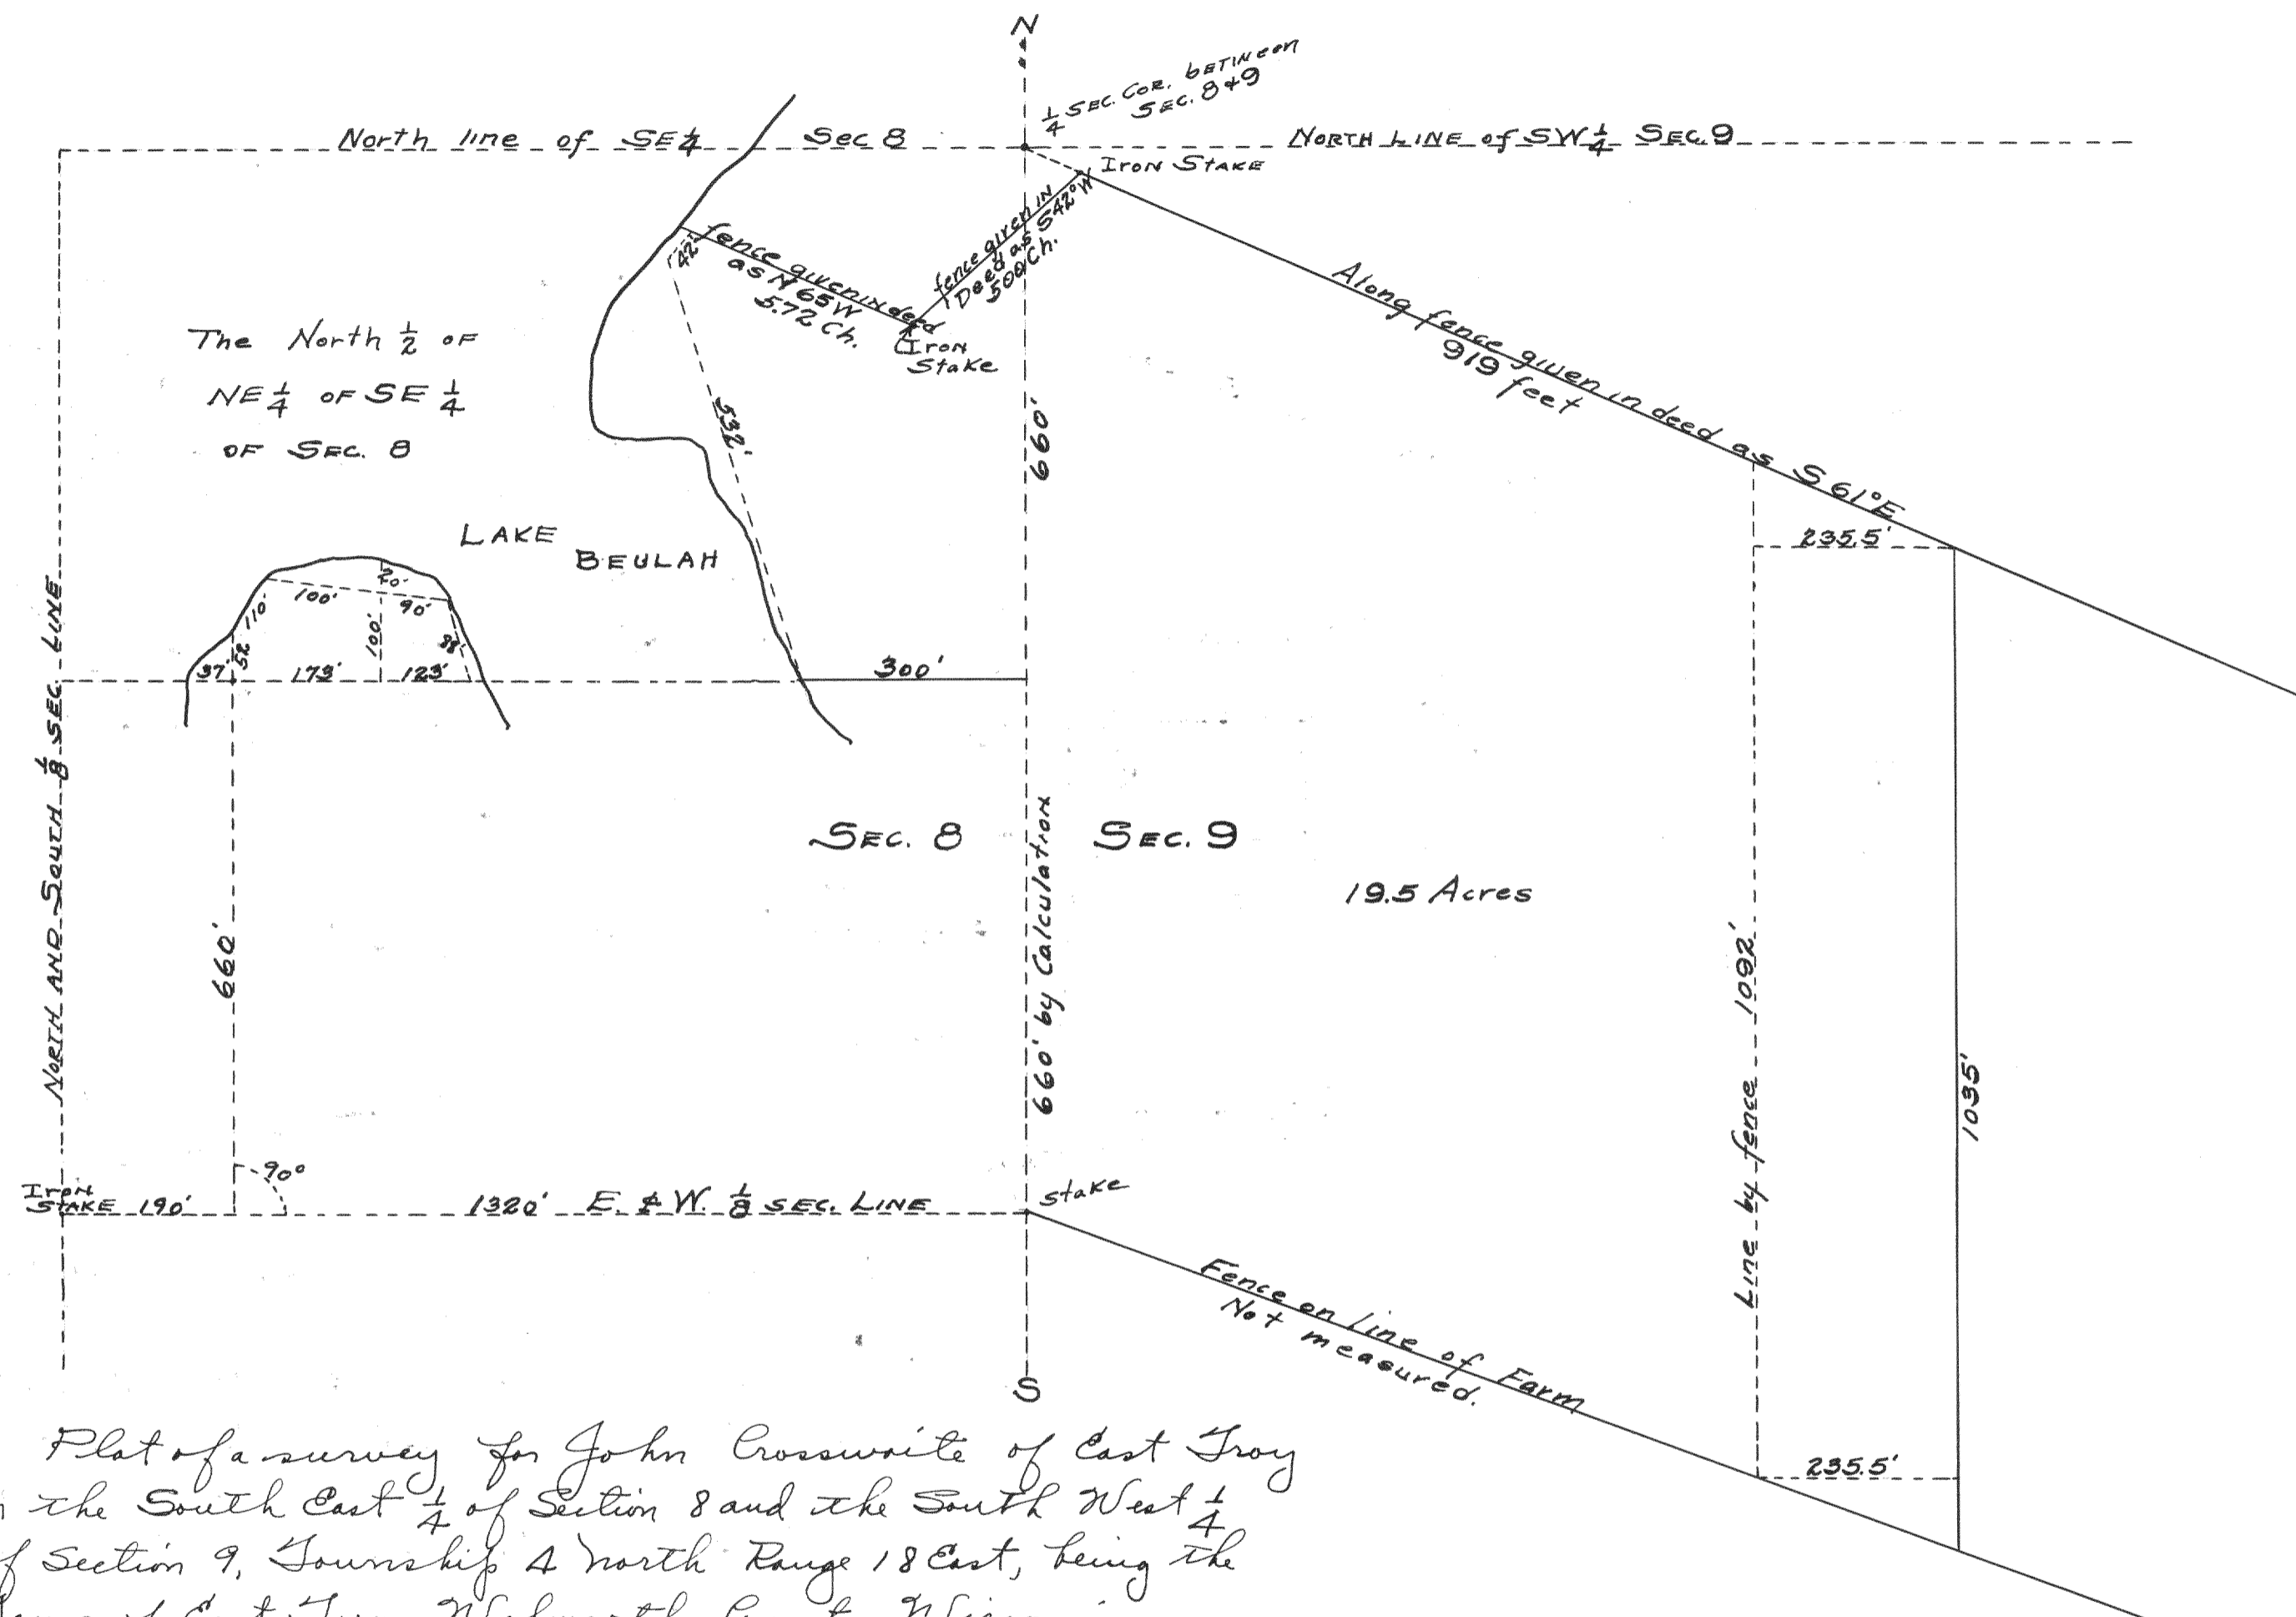 N
1/4 SEC. COR. bETINEEN
SEC. 8 & 9
North line of SE 1/4 Sec 8
NORTH LINE of SW 1/4 SEC. 9
IRON STAKE
fence given IN
Deed as S 42° W
5.00 Ch.
fence given in deed
as N 65 W
5.72 Ch.
42'
IRON
Stake
Along fence given in deed as S 61° E
919 feet
The North 1/2 OF
NE 1/4 OF SE 1/4
OF SEC. 8
532'
660'
235.5'
LAKE
BEULAH
20'
100'
90'
110'
100'
88'
52
37'
173'
123'
300'
NORTH AND SOUTH 1/8 SEC. LINE
SEC. 8
SEC. 9
19.5 Acres
660'
660' by Calculation
Line by fence 1092'
1035'
90°
IRON
STAKE 190'
1320' E. & W. 1/8 SEC. LINE
stake
Fence on line of Farm
Not measured.
S
235.5'
Plat of a survey for John Crosswaite of East Troy
the South East 1/4 of Section 8 and the South West 1/4
of Section 9, Township 4 North Range 18 East, being the